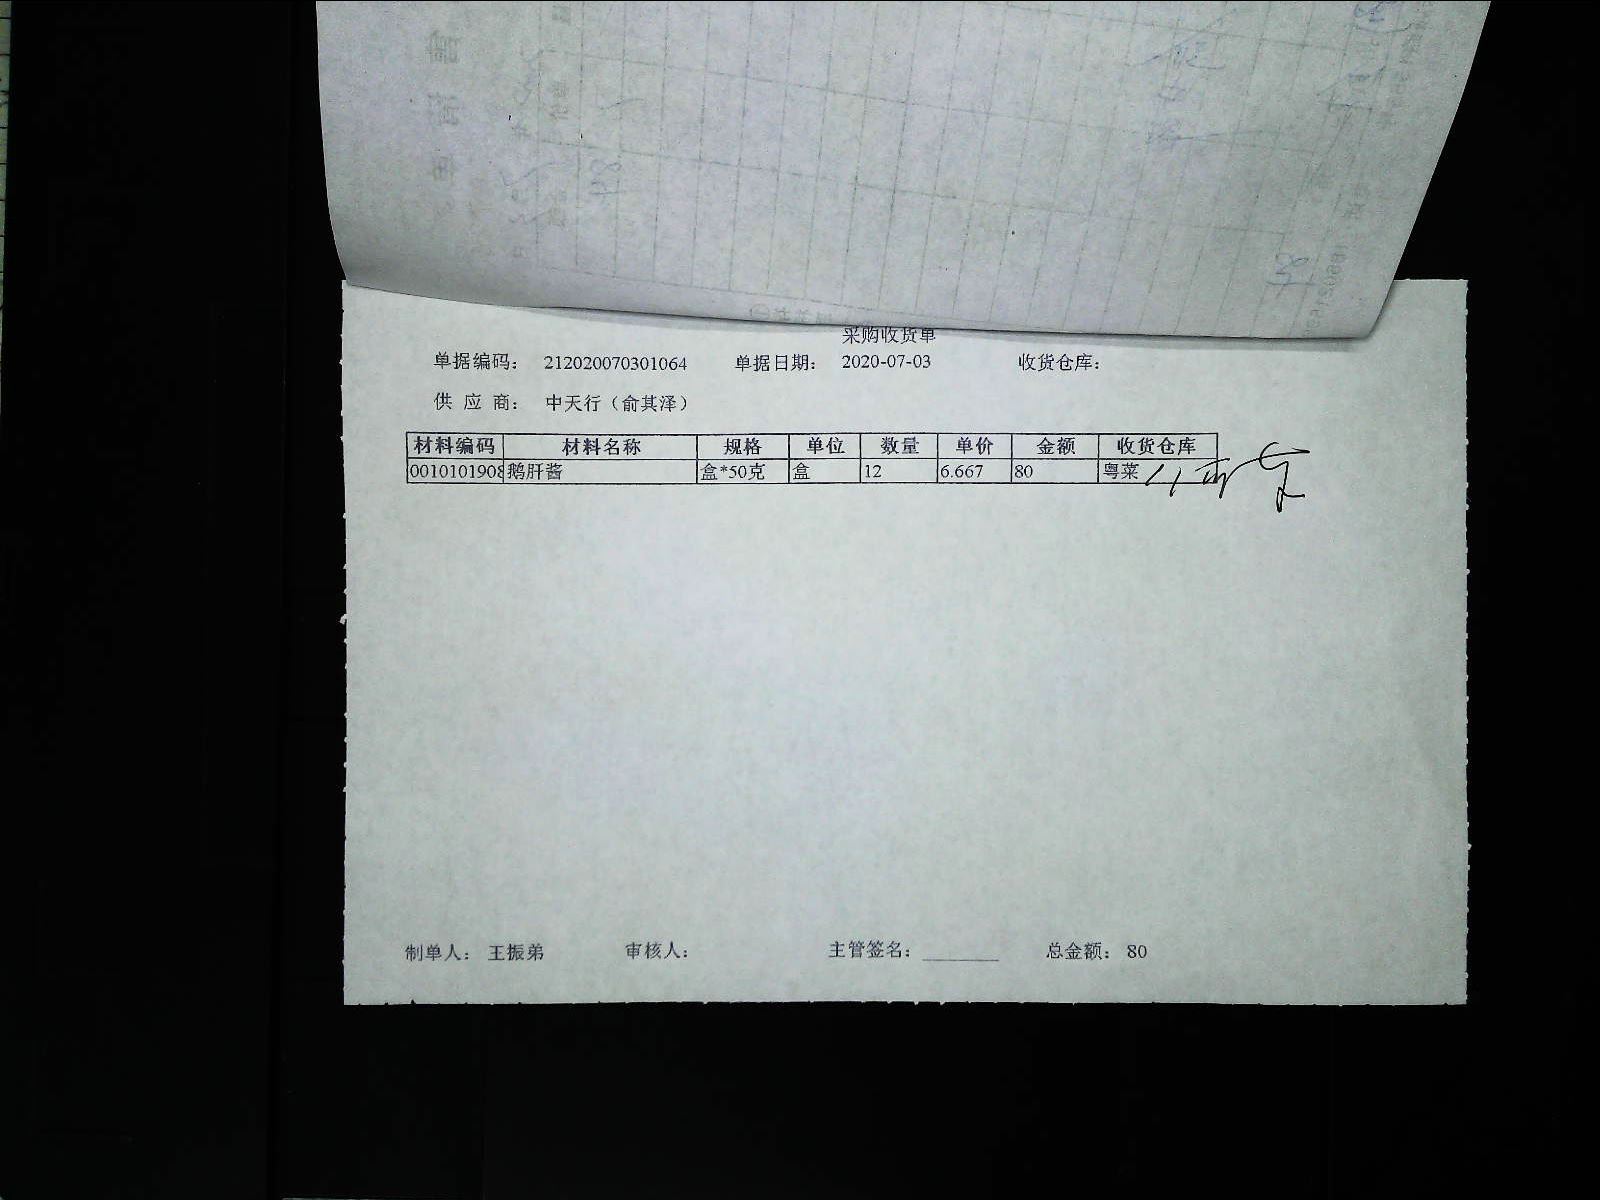 采购收货单
单据编码： 212020070301064 单据日期： 2020-07-03 收货仓库：
供 应 商： 中天行（俞其泽）
材料编码 材料名称 规格 单位 数量 单价 金额 收货仓库
0010101908 鹅肝酱 盒*50克 盒 12 6.667 80 粤菜
制单人： 王振弟 审核人： 主管签名： ________ 总金额： 80